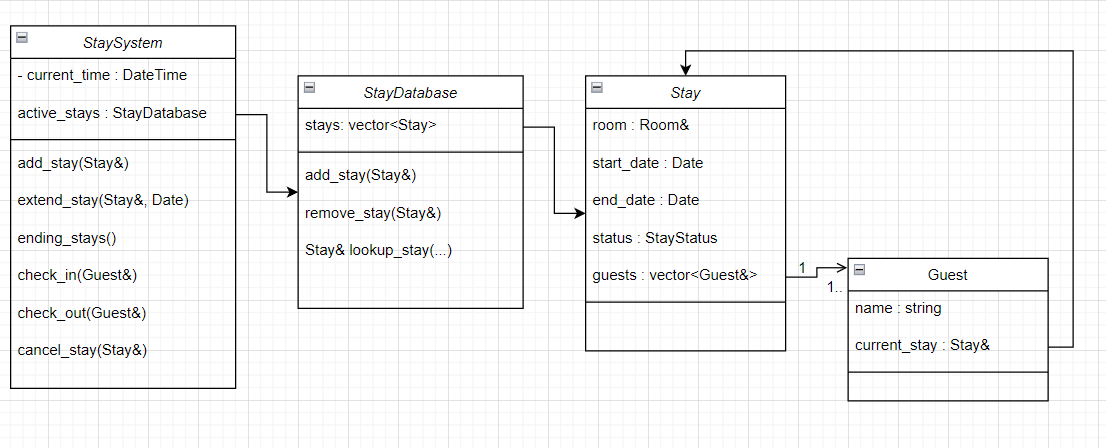 StaySystem
- current_time : DateTime
active_stays : StayDatabase
add_stay(Stay&)
extend_stay(Stay&, Date)
ending_stays()
check_in(Guest&)
check_out(Guest&)
cancel_stay(Stay&)
StayDatabase
stays: vector<Stay>
add_stay(Stay&)
remove_stay(Stay&)
Stay& lookup_stay(...)
Stay
room : Room&
start_date : Date
end_date : Date
status : StayStatus
guests : vector<Guest&>
1
1..
Guest
name : string
current_stay : Stay&